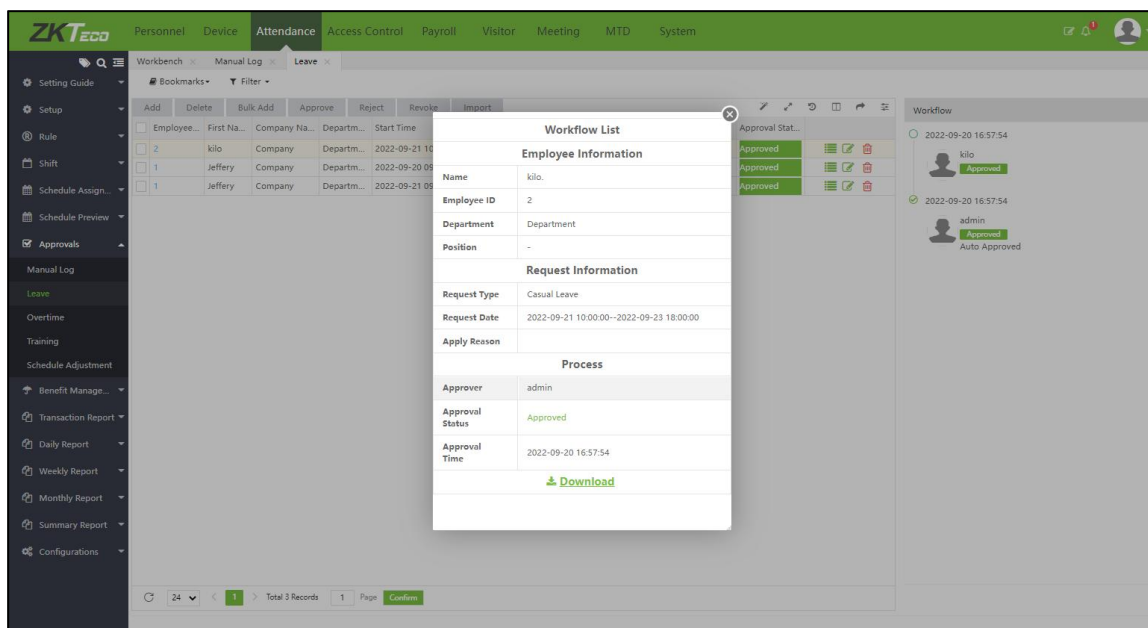 ZKTeco
Personnel Device Attendance Access Control Payroll Visitor Meeting MTD System
1
Workbench × Manual Log × Leave ×
Setting Guide
Bookmarks Filter
Setup
Add Delete Bulk Add Approve Reject Revoke Import
Employee... First Na... Company Na... Departm... Start Time Approval Stat...
2 kilo Company Departm... 2022-09-21 10 Approved
1 Jeffery Company Departm... 2022-09-20 09 Approved
1 Jeffery Company Departm... 2022-09-21 09 Approved
Rule
Shift
Schedule Assign...
Schedule Preview
Approvals
Manual Log
Leave
Overtime
Training
Schedule Adjustment
Benefit Manage...
Transaction Report
Daily Report
Weekly Report
Monthly Report
Summary Report
Configurations
Workflow List
Employee Information
Name kilo.
Employee ID 2
Department Department
Position -
Request Information
Request Type Casual Leave
Request Date 2022-09-21 10:00:00--2022-09-23 18:00:00
Apply Reason
Process
Approver admin
Approval
Status Approved
Approval
Time 2022-09-20 16:57:54
Download
Workflow
2022-09-20 16:57:54
kilo
Approved
2022-09-20 16:57:54
admin
Approved
Auto Approved
24 < 1 > Total 3 Records 1 Page Confirm